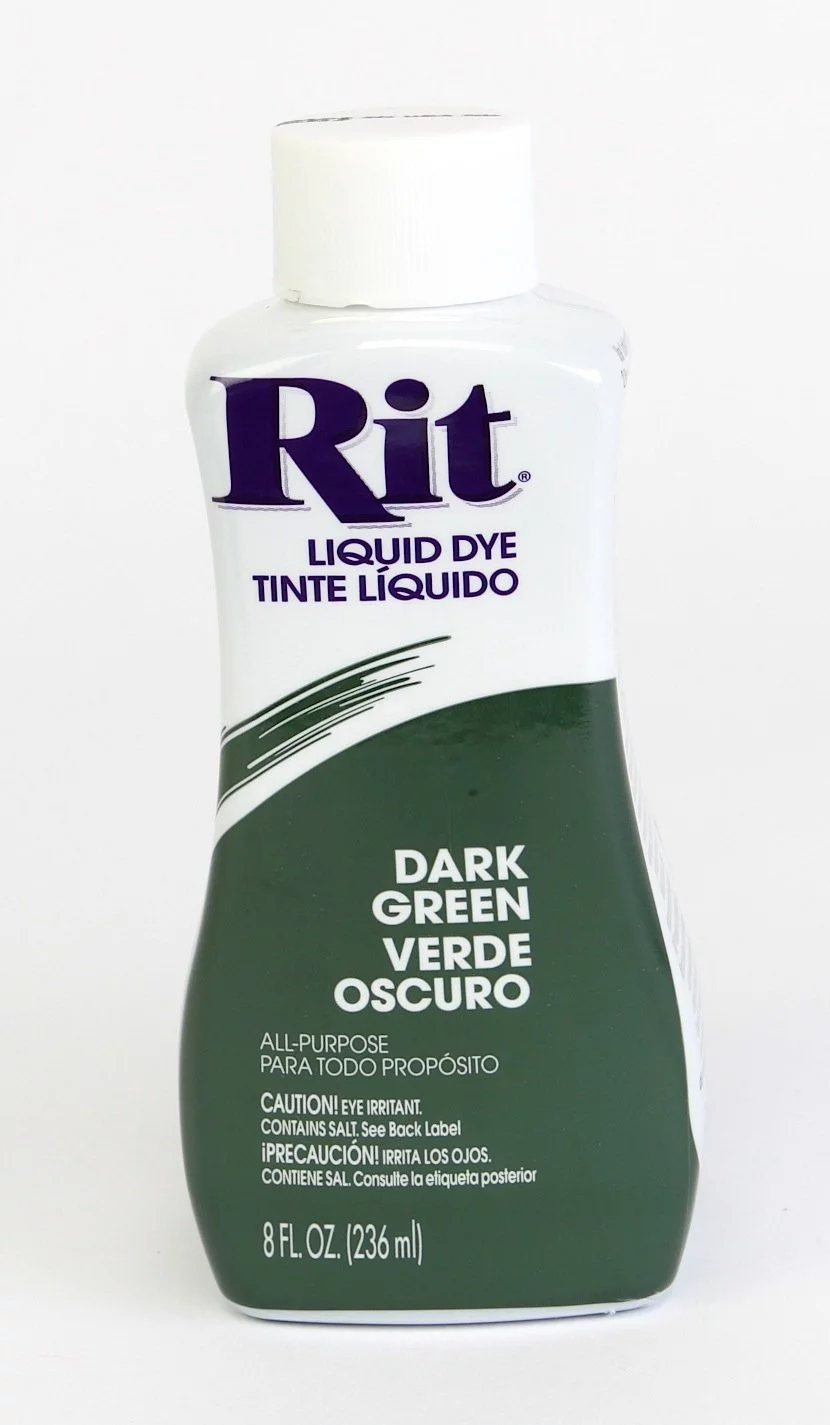 Rit®
LIQUID DYE
TINTE LÍQUIDO
DARK
GREEN
VERDE
OSCURO
ALL-PURPOSE
PARA TODO PROPÓSITO
CAUTION! EYE IRRITANT.
CONTAINS SALT. See Back Label
¡PRECAUCIÓN! IRRITA LOS OJOS.
CONTIENE SAL. Consulte la etiqueta posterior
8 FL. OZ. (236 ml)